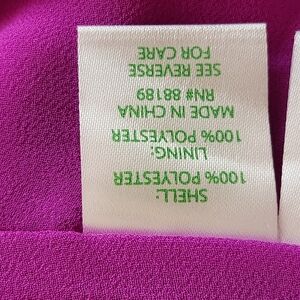 SHELL:
100% POLYESTER
LINING:
100% POLYESTER
MADE IN CHINA
RN# 88189
SEE REVERSE
FOR CARE